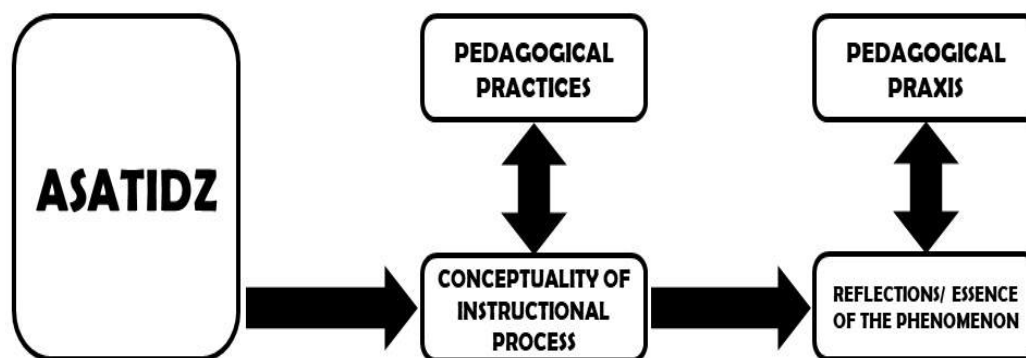 ASATIDZ
PEDAGOGICAL
PRACTICES
PEDAGOGICAL
PRAXIS
CONCEPTUALITY OF
INSTRUCTIONAL
PROCESS
REFLECTIONS/ ESSENCE
OF THE PHENOMENON